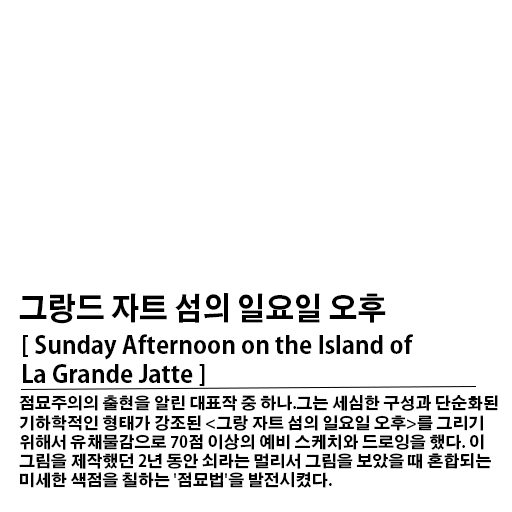 그랑드 자트 섬의 일요일 오후
[ Sunday Afternoon on the Island of
La Grande Jatte ]
점묘주의의 출현을 알린 대표작 중 하나.그는 세심한 구성과 단순화된
기하학적인 형태가 강조된 <그랑 자트 섬의 일요일 오후>를 그리기
위해서 유채물감으로 70점 이상의 예비 스케치와 드로잉을 했다. 이
그림을 제작했던 2년 동안 쇠라는 멀리서 그림을 보았을 때 혼합되는
미세한 색점을 칠하는 '점묘법'을 발전시켰다.